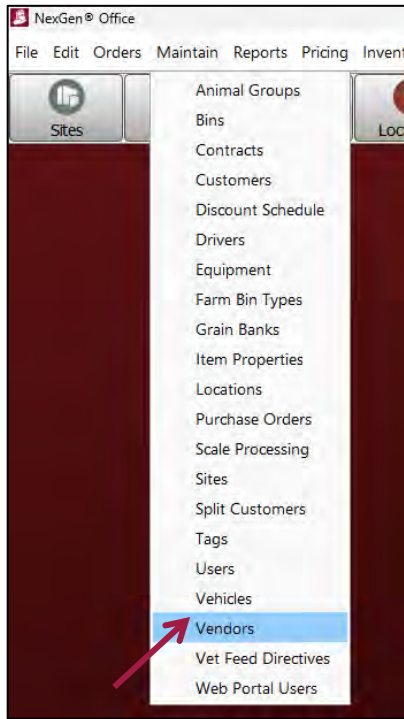 NexGen® Office
File Edit Orders Maintain Reports Pricing
Sites
Animal Groups
Bins
Contracts
Customers
Discount Schedule
Drivers
Equipment
Farm Bin Types
Grain Banks
Item Properties
Locations
Purchase Orders
Scale Processing
Sites
Split Customers
Tags
Users
Vehicles
Vendors
Vet Feed Directives
Web Portal Users